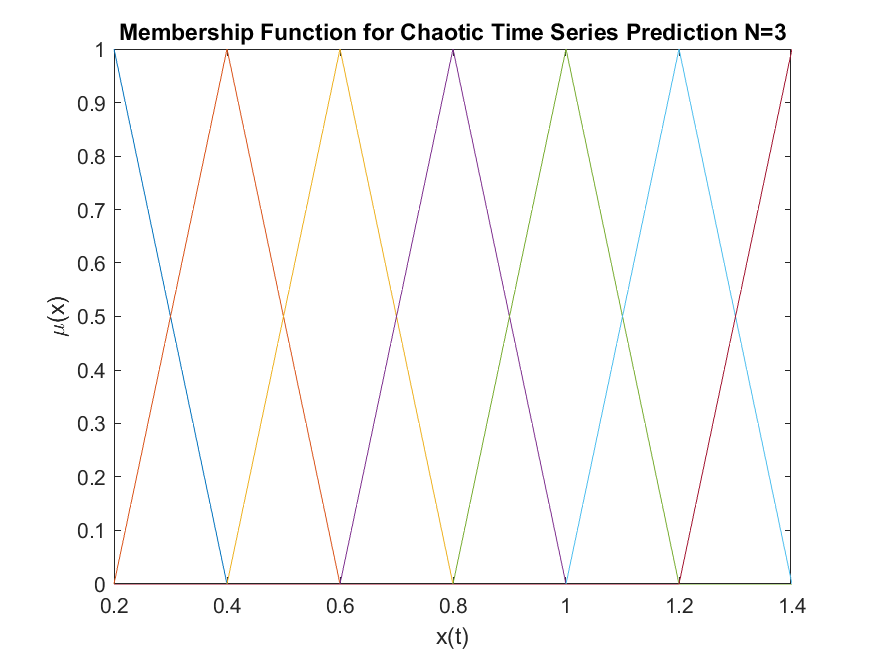 Membership Function for Chaotic Time Series Prediction N=3
1
0.9
0.8
0.7
0.6
0.5
0.4
0.3
0.2
0.1
0
μ(x)
0.2 0.4 0.6 0.8 1 1.2 1.4
x(t)